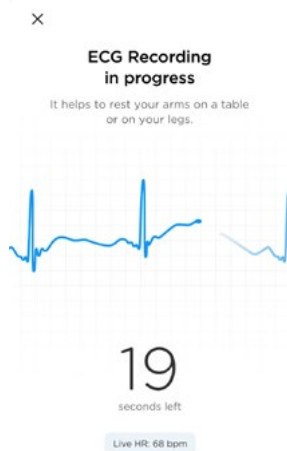 ECG Recording
in progress
It helps to rest your arms on a table
or on your legs.
19
seconds left
Live HR: 68 bpm